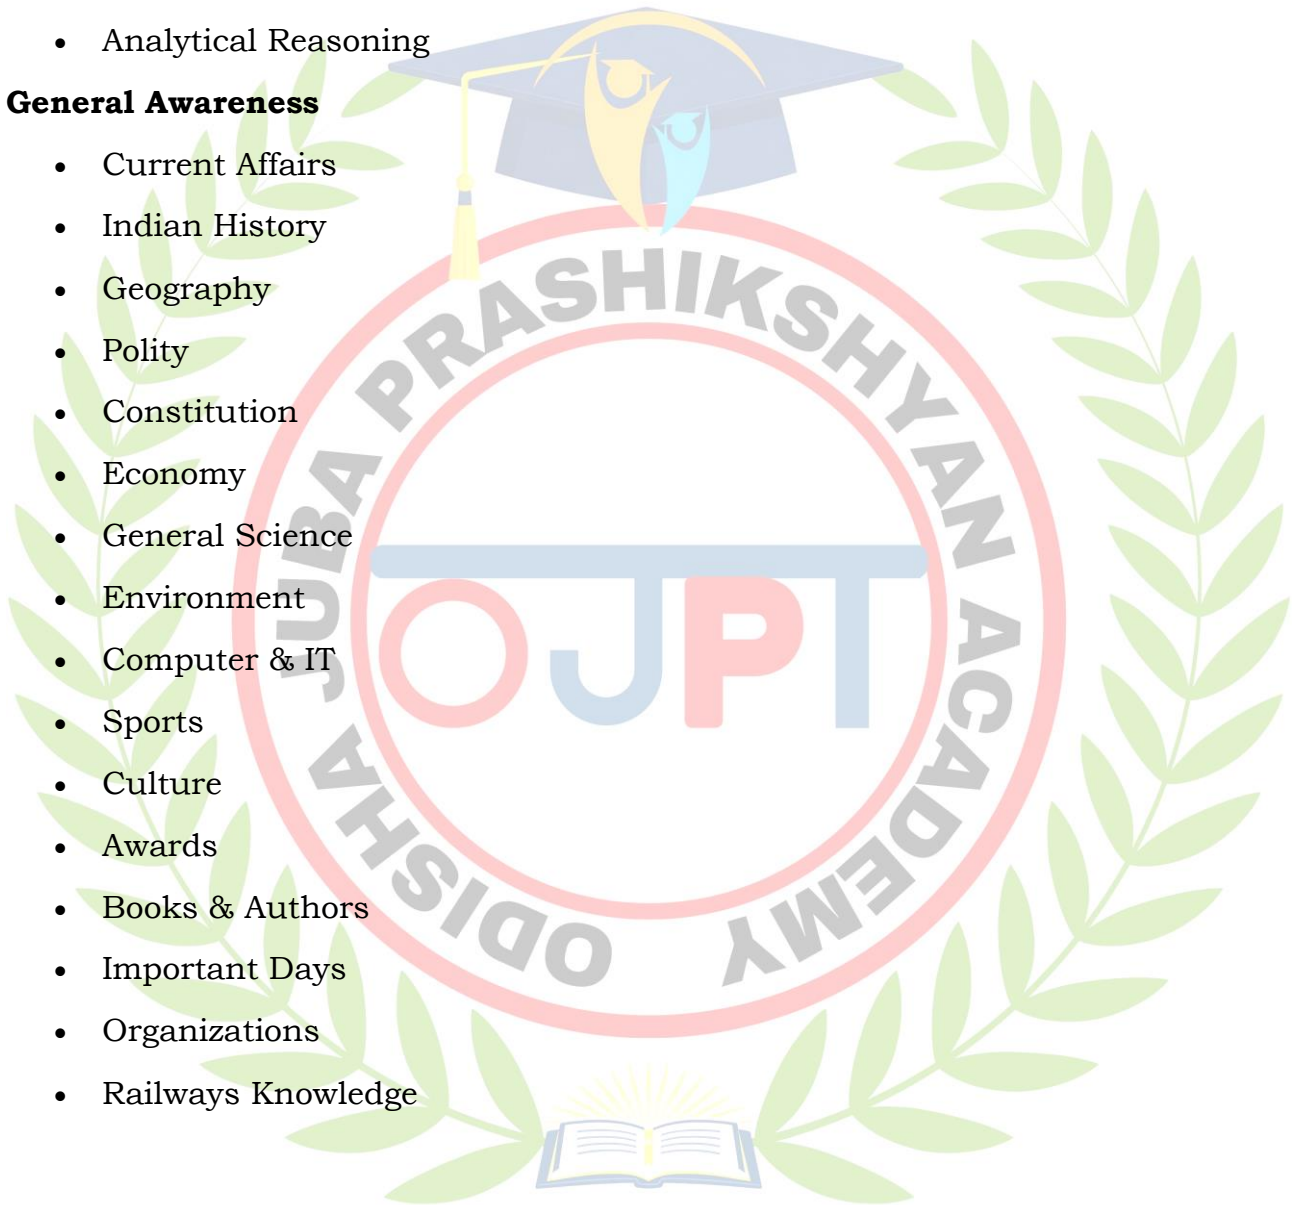 • Analytical Reasoning
General Awareness
• Current Affairs
• Indian History
• Geography
• Polity
• Constitution
• Economy
• General Science
• Environment
• Computer & IT
• Sports
• Culture
• Awards
• Books & Authors
• Important Days
• Organizations
• Railways Knowledge
ODISHA JUBA PRASHIKSHYAN ACADEMY
OJPT